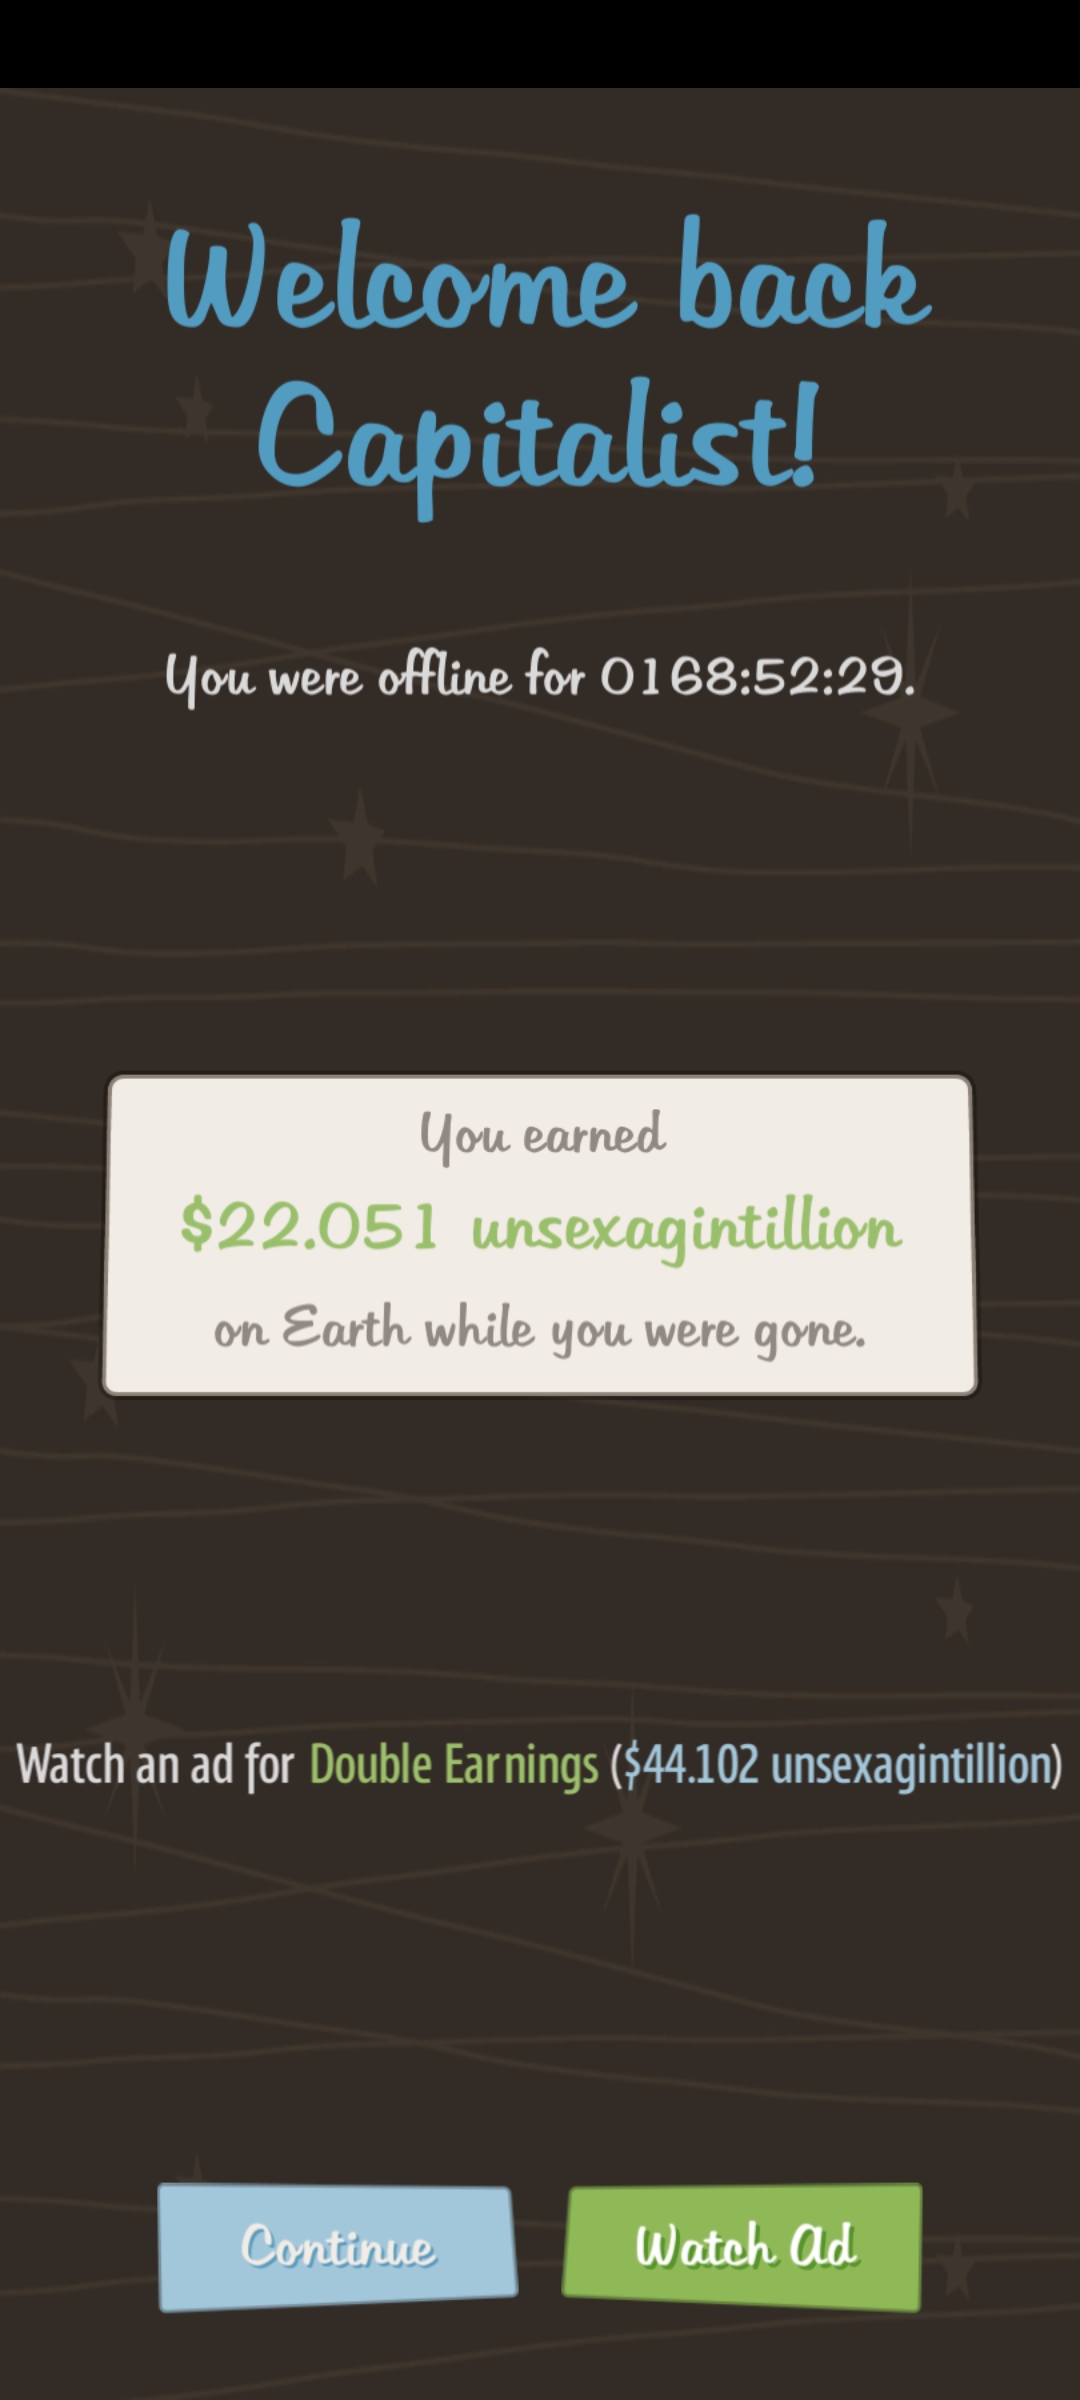 Welcome back
Capitalist!
You were offline for 0168:52:29.
You earned
$22.051 unsexagintillion
on Earth while you were gone.
Watch an ad for Double Earnings ($44.102 unsexagintillion)
Continue
Watch Ad